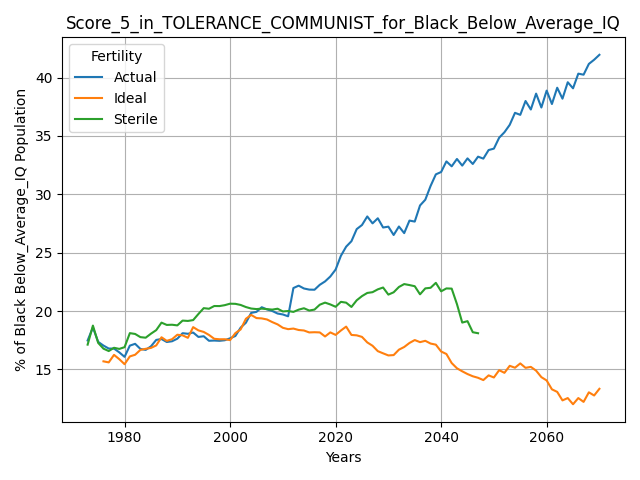 Score_5_in_TOLERANCE_COMMUNIST_for_Black_Below_Average_IQ
Fertility
Actual
Ideal
Sterile
% of Black Below_Average_IQ Population
40
35
30
25
20
15
1980
2000
2020
2040
2060
Years